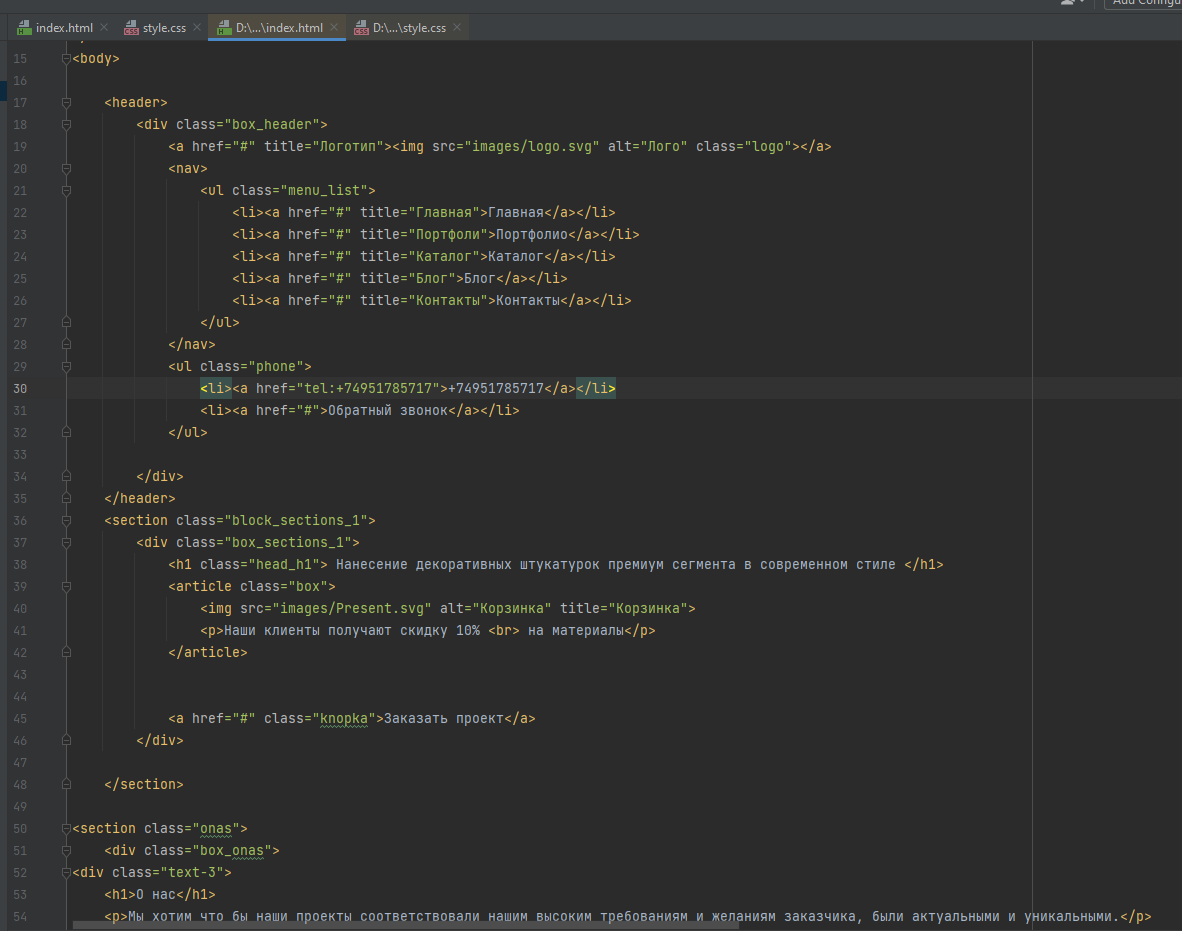 Add Configu
index.html
style.css
D:\...\index.html
D:\...\style.css
15 <body>
16
17 <header>
18 <div class="box_header">
19 <a href="#" title="Логотип"><img src="images/logo.svg" alt="Лого" class="logo"></a>
20 <nav>
21 <ul class="menu_list">
22 <li><a href="#" title="Главная">Главная</a></li>
23 <li><a href="#" title="Портфоли">Портфолио</a></li>
24 <li><a href="#" title="Каталог">Каталог</a></li>
25 <li><a href="#" title="Блог">Блог</a></li>
26 <li><a href="#" title="Контакты">Контакты</a></li>
27 </ul>
28 </nav>
29 <ul class="phone">
30 <li><a href="tel:+74951785717">+74951785717</a></li>
31 <li><a href="#">Обратный звонок</a></li>
32 </ul>
33
34 </div>
35 </header>
36 <section class="block_sections_1">
37 <div class="box_sections_1">
38 <h1 class="head_h1"> Нанесение декоративных штукатурок премиум сегмента в современном стиле </h1>
39 <article class="box">
40 <img src="images/Present.svg" alt="Корзинка" title="Корзинка">
41 <p>Наши клиенты получают скидку 10% <br> на материалы</p>
42 </article>
43
44
45 <a href="#" class="knopka">Заказать проект</a>
46 </div>
47
48 </section>
49
50 <section class="onas">
51 <div class="box_onas">
52 <div class="text-3">
53 <h1>О нас</h1>
54 <p>Мы хотим что бы наши проекты соответствовали нашим высоким требованиям и желаниям заказчика, были актуальными и уникальными.</p>